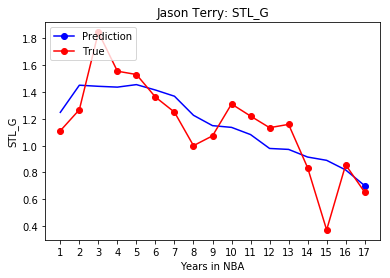 Jason Terry: STL_G
Prediction
True
1.8
1.6
1.4
1.2
1.0
0.8
0.6
0.4
STL_G
1 2 3 4 5 6 7 8 9 10 11 12 13 14 15 16 17
Years in NBA